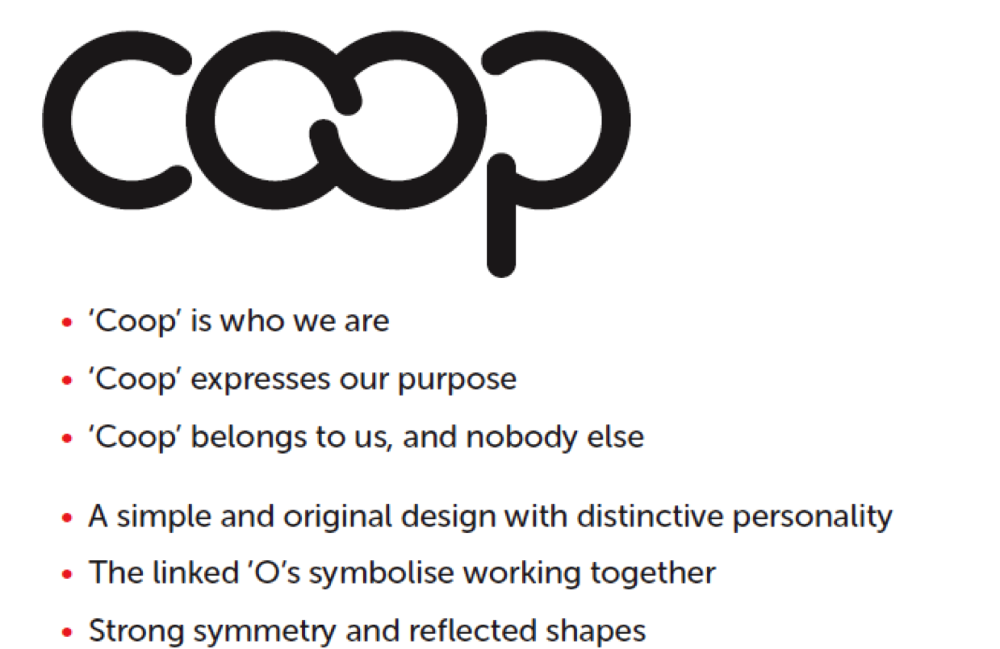 coop
• ‘Coop’ is who we are
• ‘Coop’ expresses our purpose
• ‘Coop’ belongs to us, and nobody else
• A simple and original design with distinctive personality
• The linked ’O’s symbolise working together
• Strong symmetry and reflected shapes